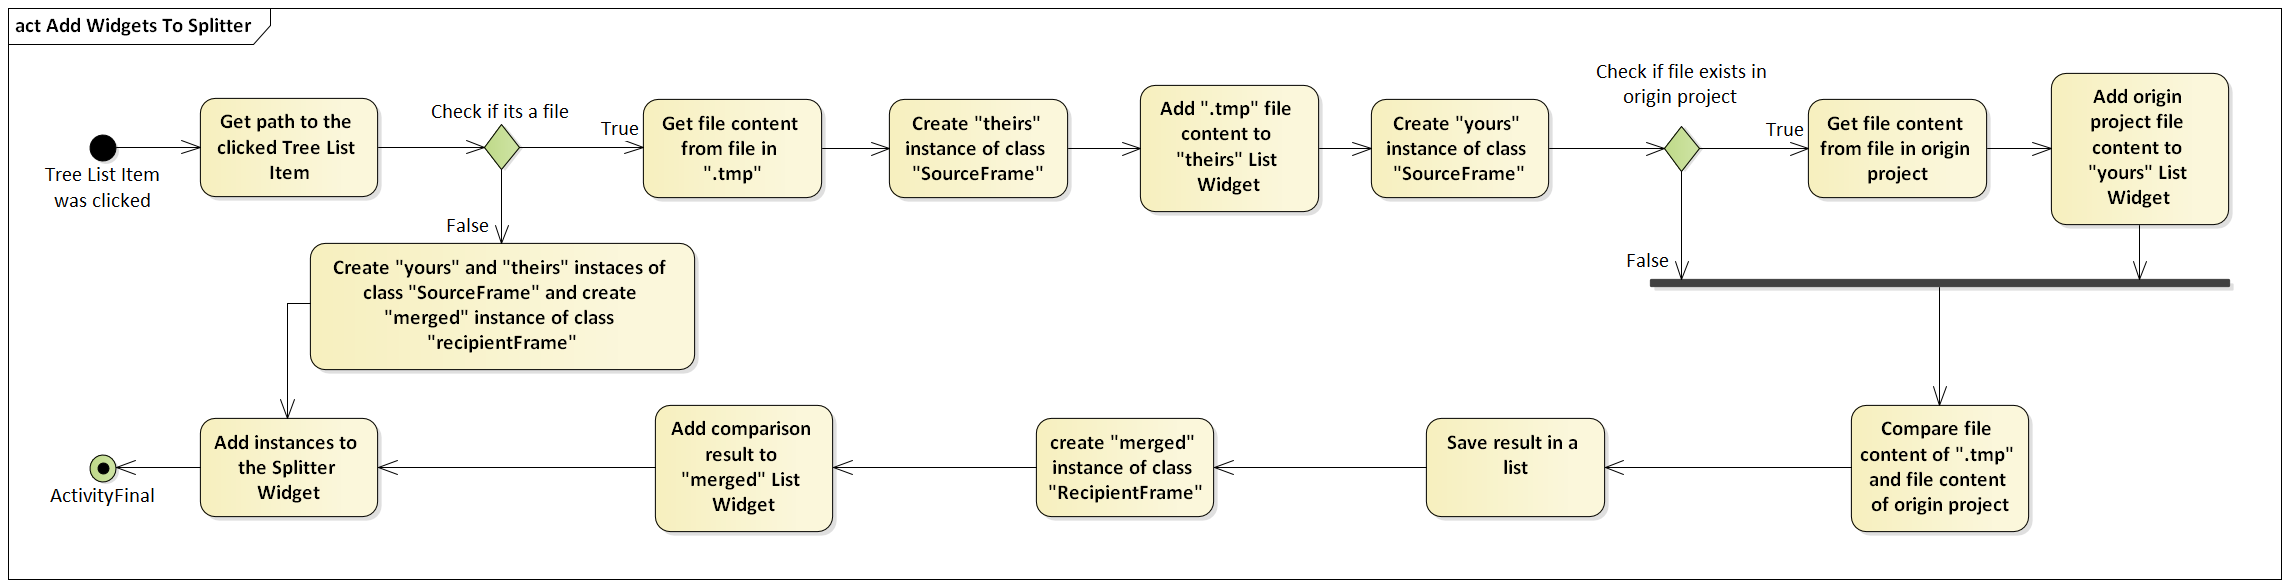 act Add Widgets To Splitter
Tree List Item
was clicked
Get path to the
clicked Tree List
Item
Check if its a file
True
False
Get file content
from file in
".tmp"
Create "theirs"
instance of class
"SourceFrame"
Add ".tmp" file
content to
"theirs" List
Widget
Create "yours"
instance of class
"SourceFrame"
Check if file exists in
origin project
True
False
Get file content
from file in origin
project
Add origin
project file
content to
"yours" List
Widget
Create "yours" and "theirs" instaces of
class "SourceFrame" and create
"merged" instance of class
"recipientFrame"
Compare file
content of ".tmp"
and file content
of origin project
Save result in a
list
create "merged"
instance of class
"RecipientFrame"
Add comparison
result to
"merged" List
Widget
Add instances to
the Splitter
Widget
ActivityFinal